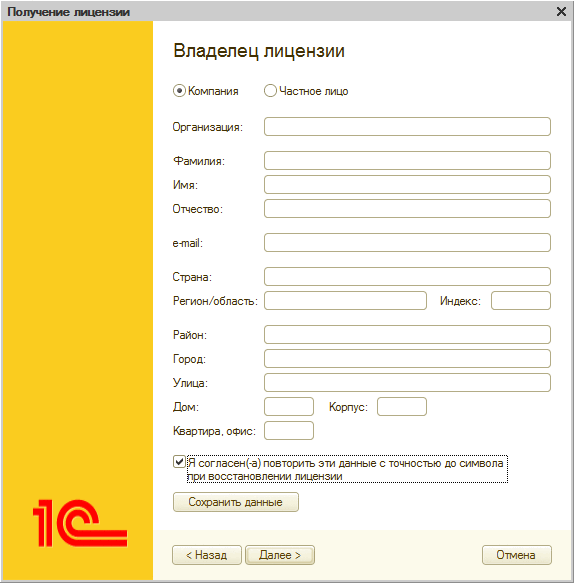 Получение лицензии
Владелец лицензии
Компания Частное лицо
Организация:
Фамилия:
Имя:
Отчество:
e-mail:
Страна:
Регион/область: Индекс:
Район:
Город:
Улица:
Дом: Корпус:
Квартира, офис:
Я согласен(-а) повторить эти данные с точностью до символа
при восстановлении лицензии
Сохранить данные
1С
< Назад Далее > Отмена